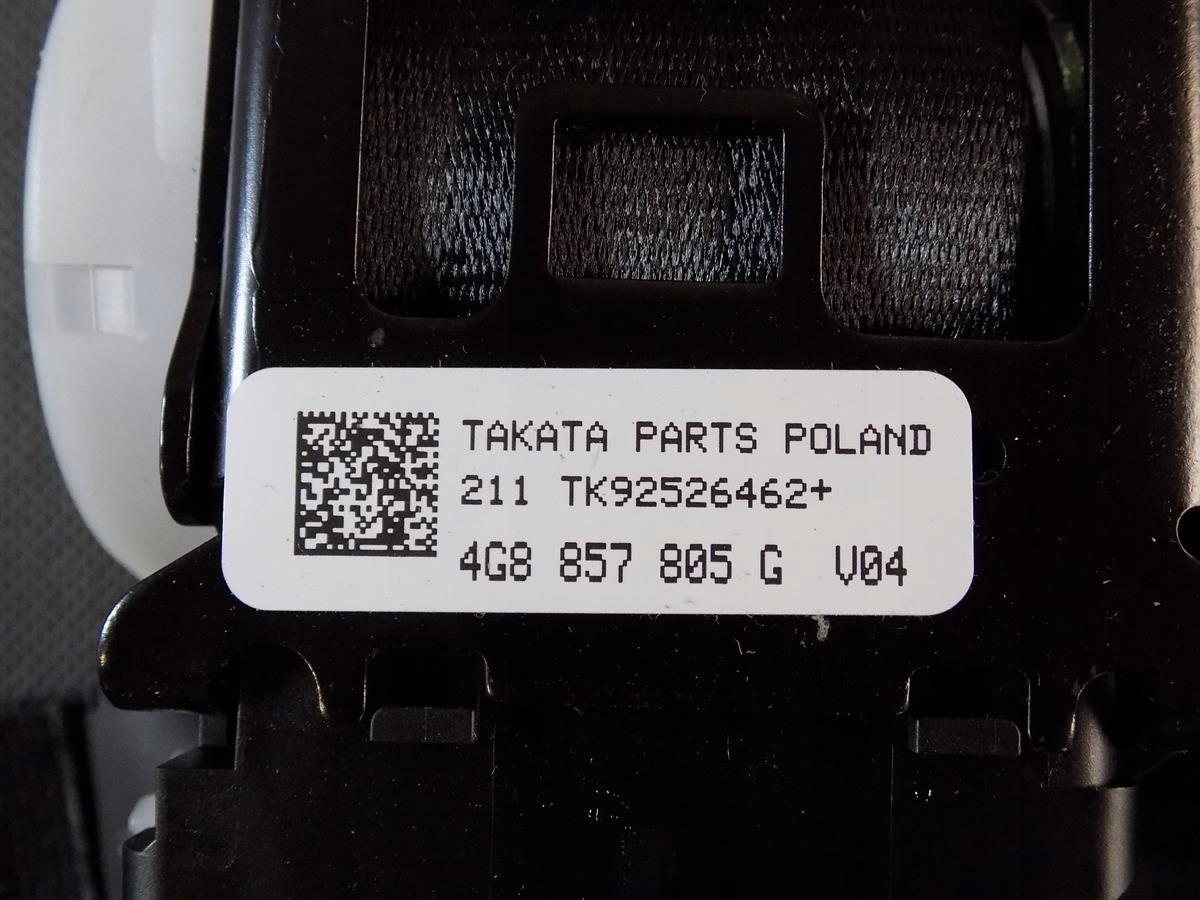 TAKATA PARTS POLAND
211 TK92526462+
4G8 857 805 G V04